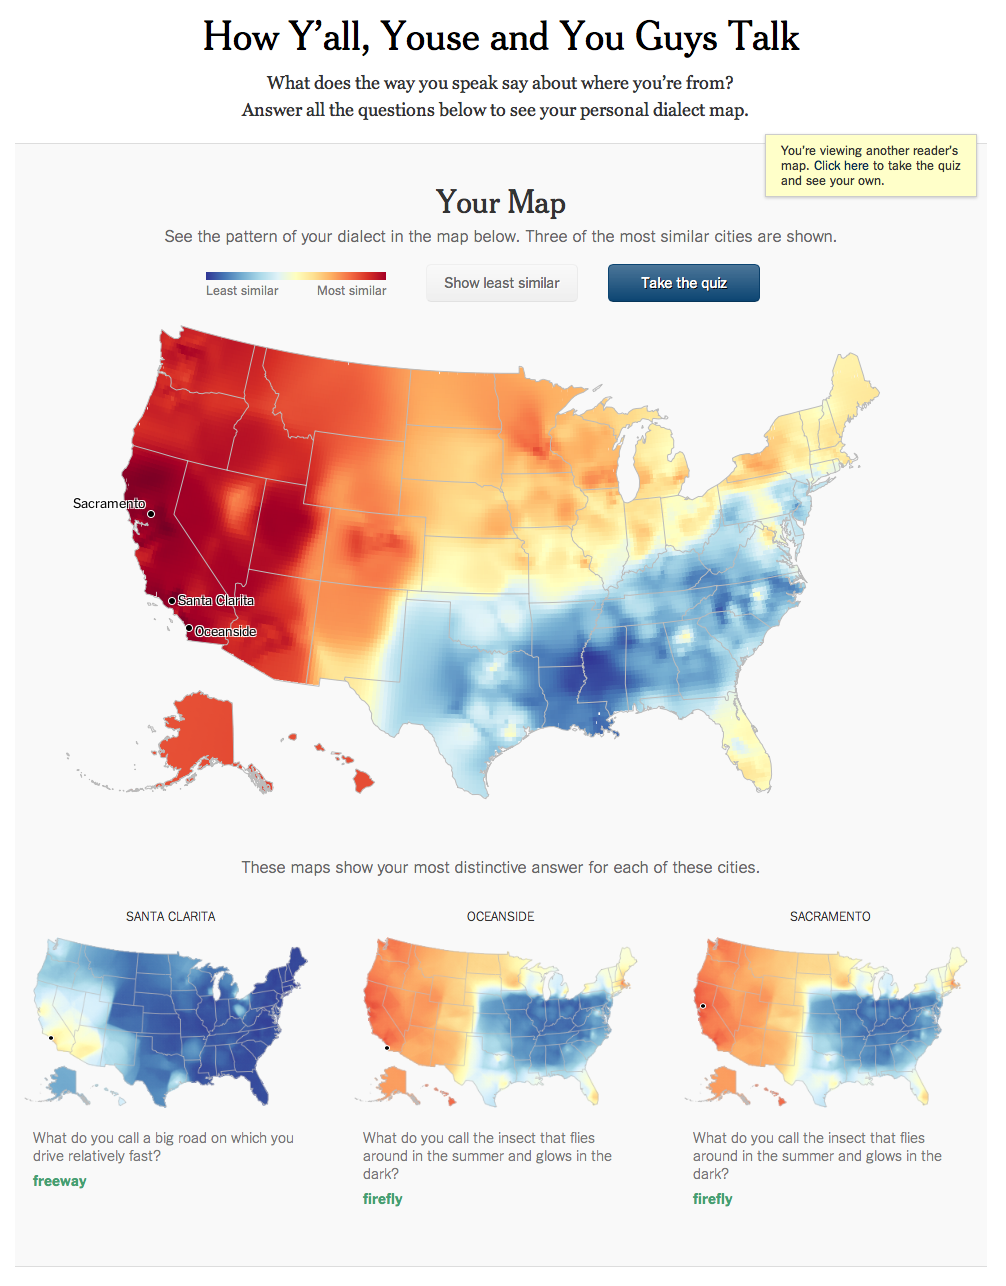 How Y’all, Youse and You Guys Talk
What does the way you speak say about where you’re from?
Answer all the questions below to see your personal dialect map.
You're viewing another reader's
map. Click here to take the quiz
and see your own.
Your Map
See the pattern of your dialect in the map below. Three of the most similar cities are shown.
Least similar
Most similar
Show least similar
Take the quiz
Sacramento
Santa Clarita
Oceanside
These maps show your most distinctive answer for each of these cities.
SANTA CLARITA
OCEANSIDE
SACRAMENTO
What do you call a big road on which you
drive relatively fast?
freeway
What do you call the insect that flies
around in the summer and glows in the
dark?
firefly
What do you call the insect that flies
around in the summer and glows in the
dark?
firefly